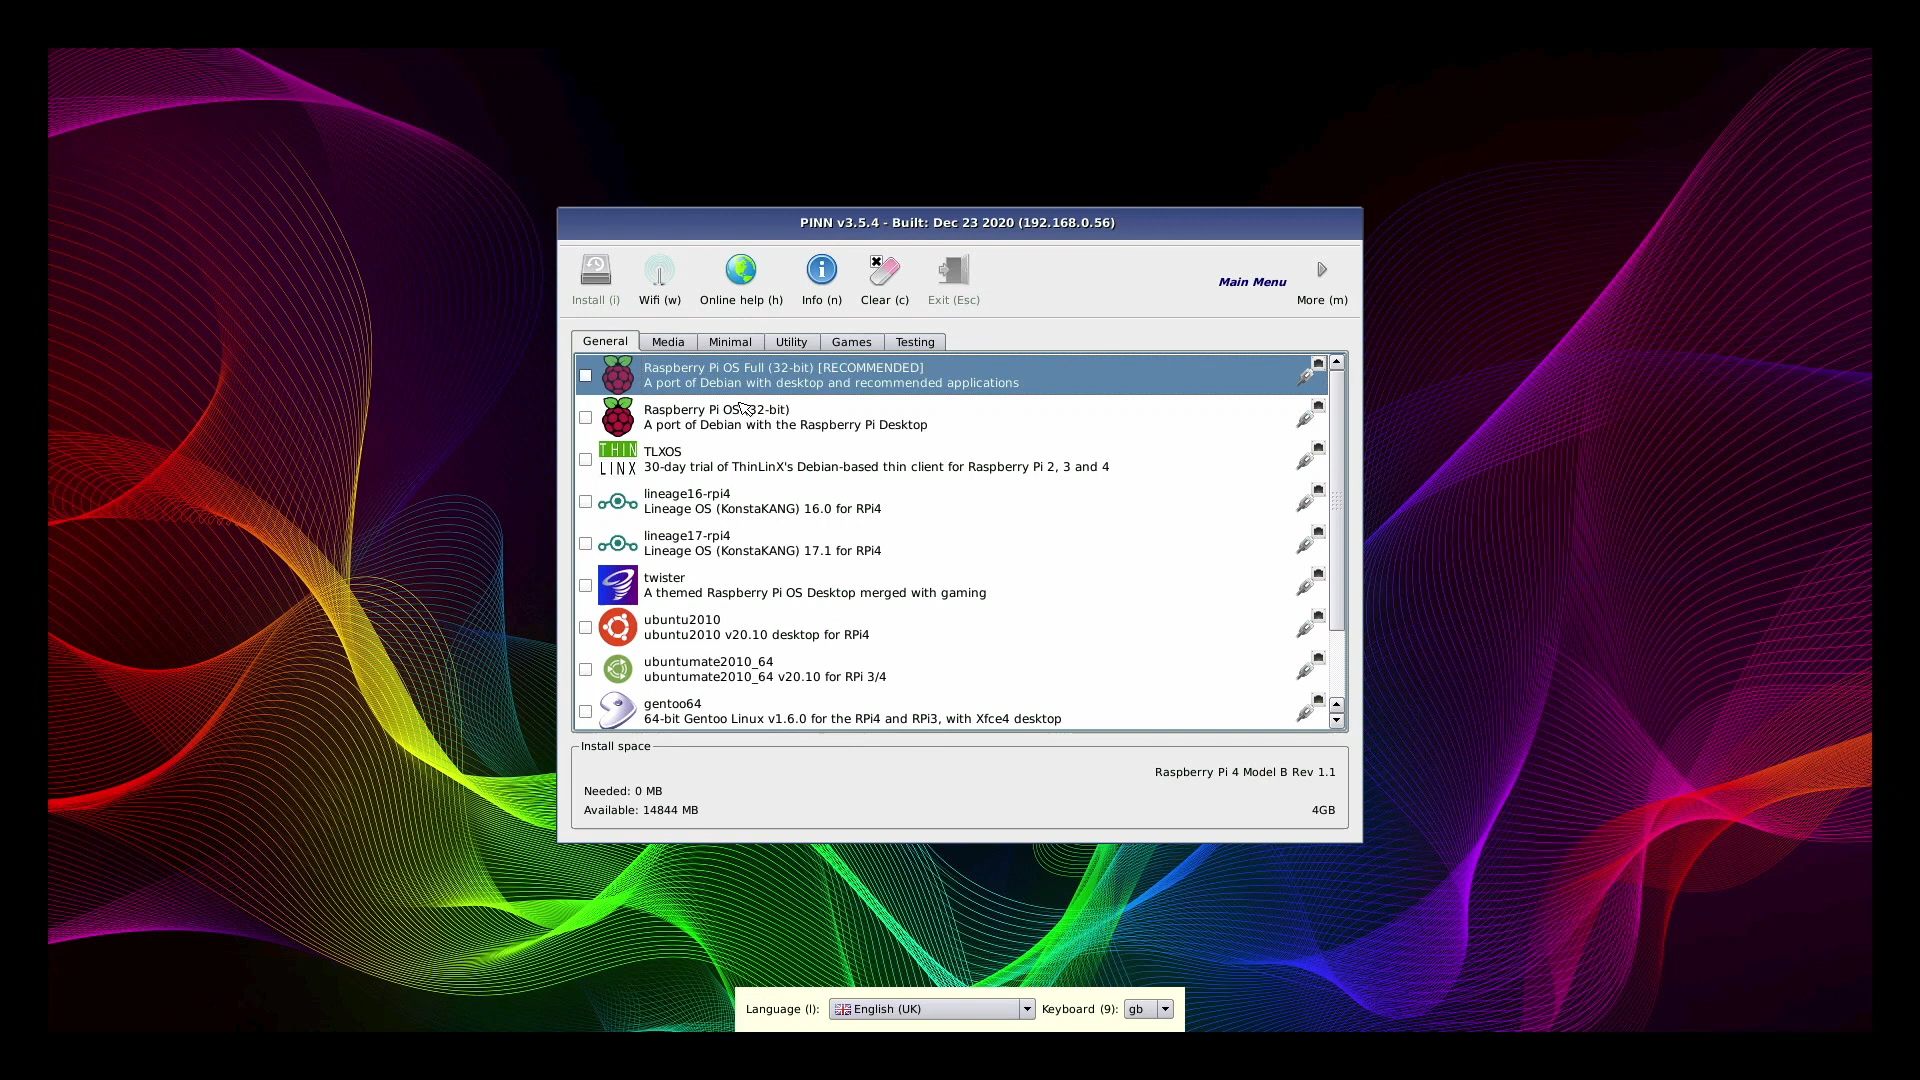 PINN v3.5.4 - Built: Dec 23 2020 (192.168.0.56)
Install (i)
Wifi (w)
Online help (h)
Info (n)
Clear (c)
Exit (Esc)
Main Menu
More (m)
General
Media
Minimal
Utility
Games
Testing
Raspberry Pi OS Full (32-bit) [RECOMMENDED]
A port of Debian with desktop and recommended applications
Raspberry Pi OS (32-bit)
A port of Debian with the Raspberry Pi Desktop
THIN
LINX
TLXOS
30-day trial of ThinLinX's Debian-based thin client for Raspberry Pi 2, 3 and 4
lineage16-rpi4
Lineage OS (KonstaKANG) 16.0 for RPi4
lineage17-rpi4
Lineage OS (KonstaKANG) 17.1 for RPi4
twister
A themed Raspberry Pi OS Desktop merged with gaming
ubuntu2010
ubuntu2010 v20.10 desktop for RPi4
ubuntumate2010_64
ubuntumate2010_64 v20.10 for RPi 3/4
gentoo64
64-bit Gentoo Linux v1.6.0 for the RPi4 and RPi3, with Xfce4 desktop
Install space
Raspberry Pi 4 Model B Rev 1.1
Needed: 0 MB
Available: 14844 MB
4GB
Language (l): English (UK) Keyboard (9): gb